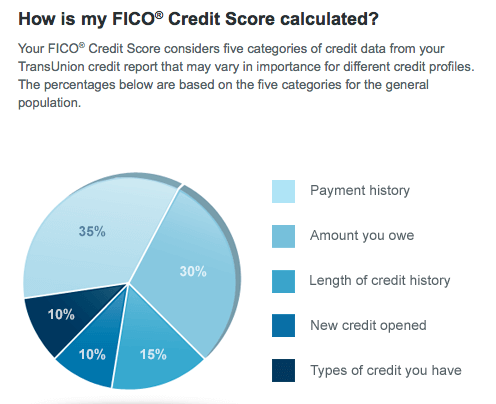 How is my FICO® Credit Score calculated?
Your FICO® Credit Score considers five categories of credit data from your
TransUnion credit report that may vary in importance for different credit profiles.
The percentages below are based on the five categories for the general
population.
Payment history
35%
Amount you owe
30%
Length of credit history
10%
New credit opened
10%
15%
Types of credit you have